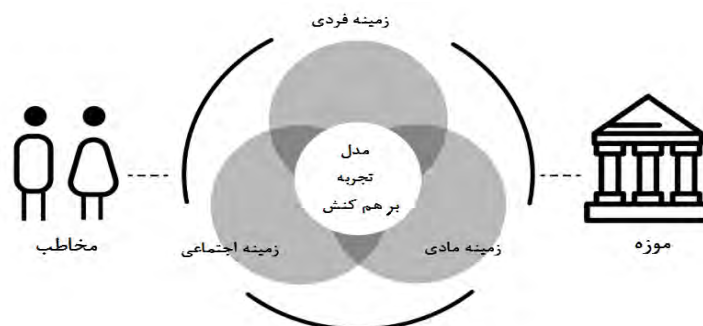 زمینه فردی
مدل
تجربه
بر هم کنش
زمینه مادی
زمینه اجتماعی
موزه
مخاطب